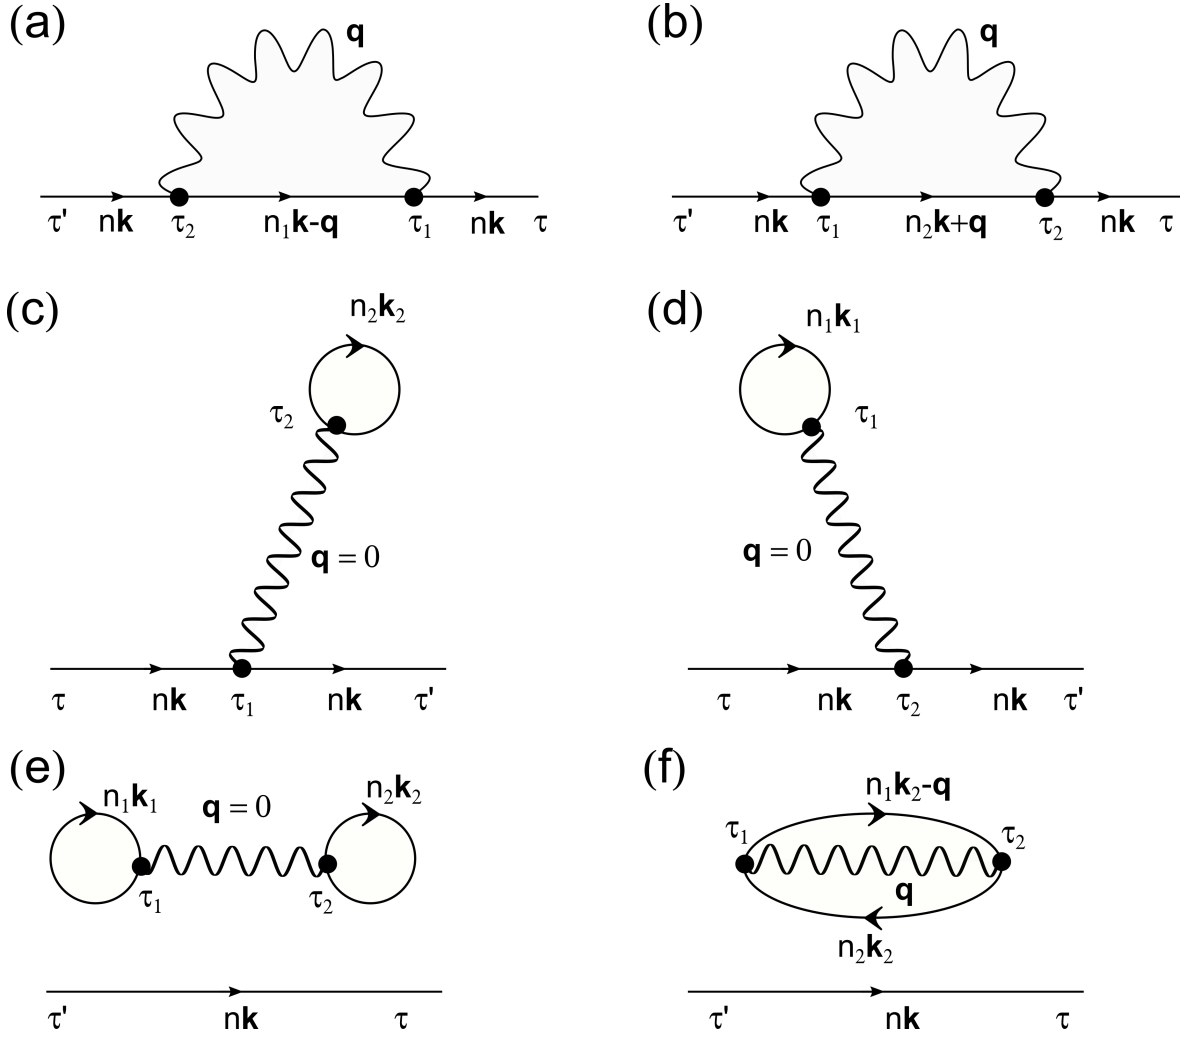 (a) q
τ' nk τ₂ n₁k-q τ₁ nk τ
(b) q
τ' nk τ₁ n₂k+q τ₂ nk τ
(c) n₂k₂
τ₂
q = 0
τ nk τ₁ nk τ'
(d) n₁k₁
τ₁
q = 0
τ nk τ₂ nk τ'
(e) n₁k₁ q = 0 n₂k₂
τ₁ τ₂
τ' nk τ
(f) n₁k₂-q
τ₁ τ₂
q
n₂k₂
τ' nk τ